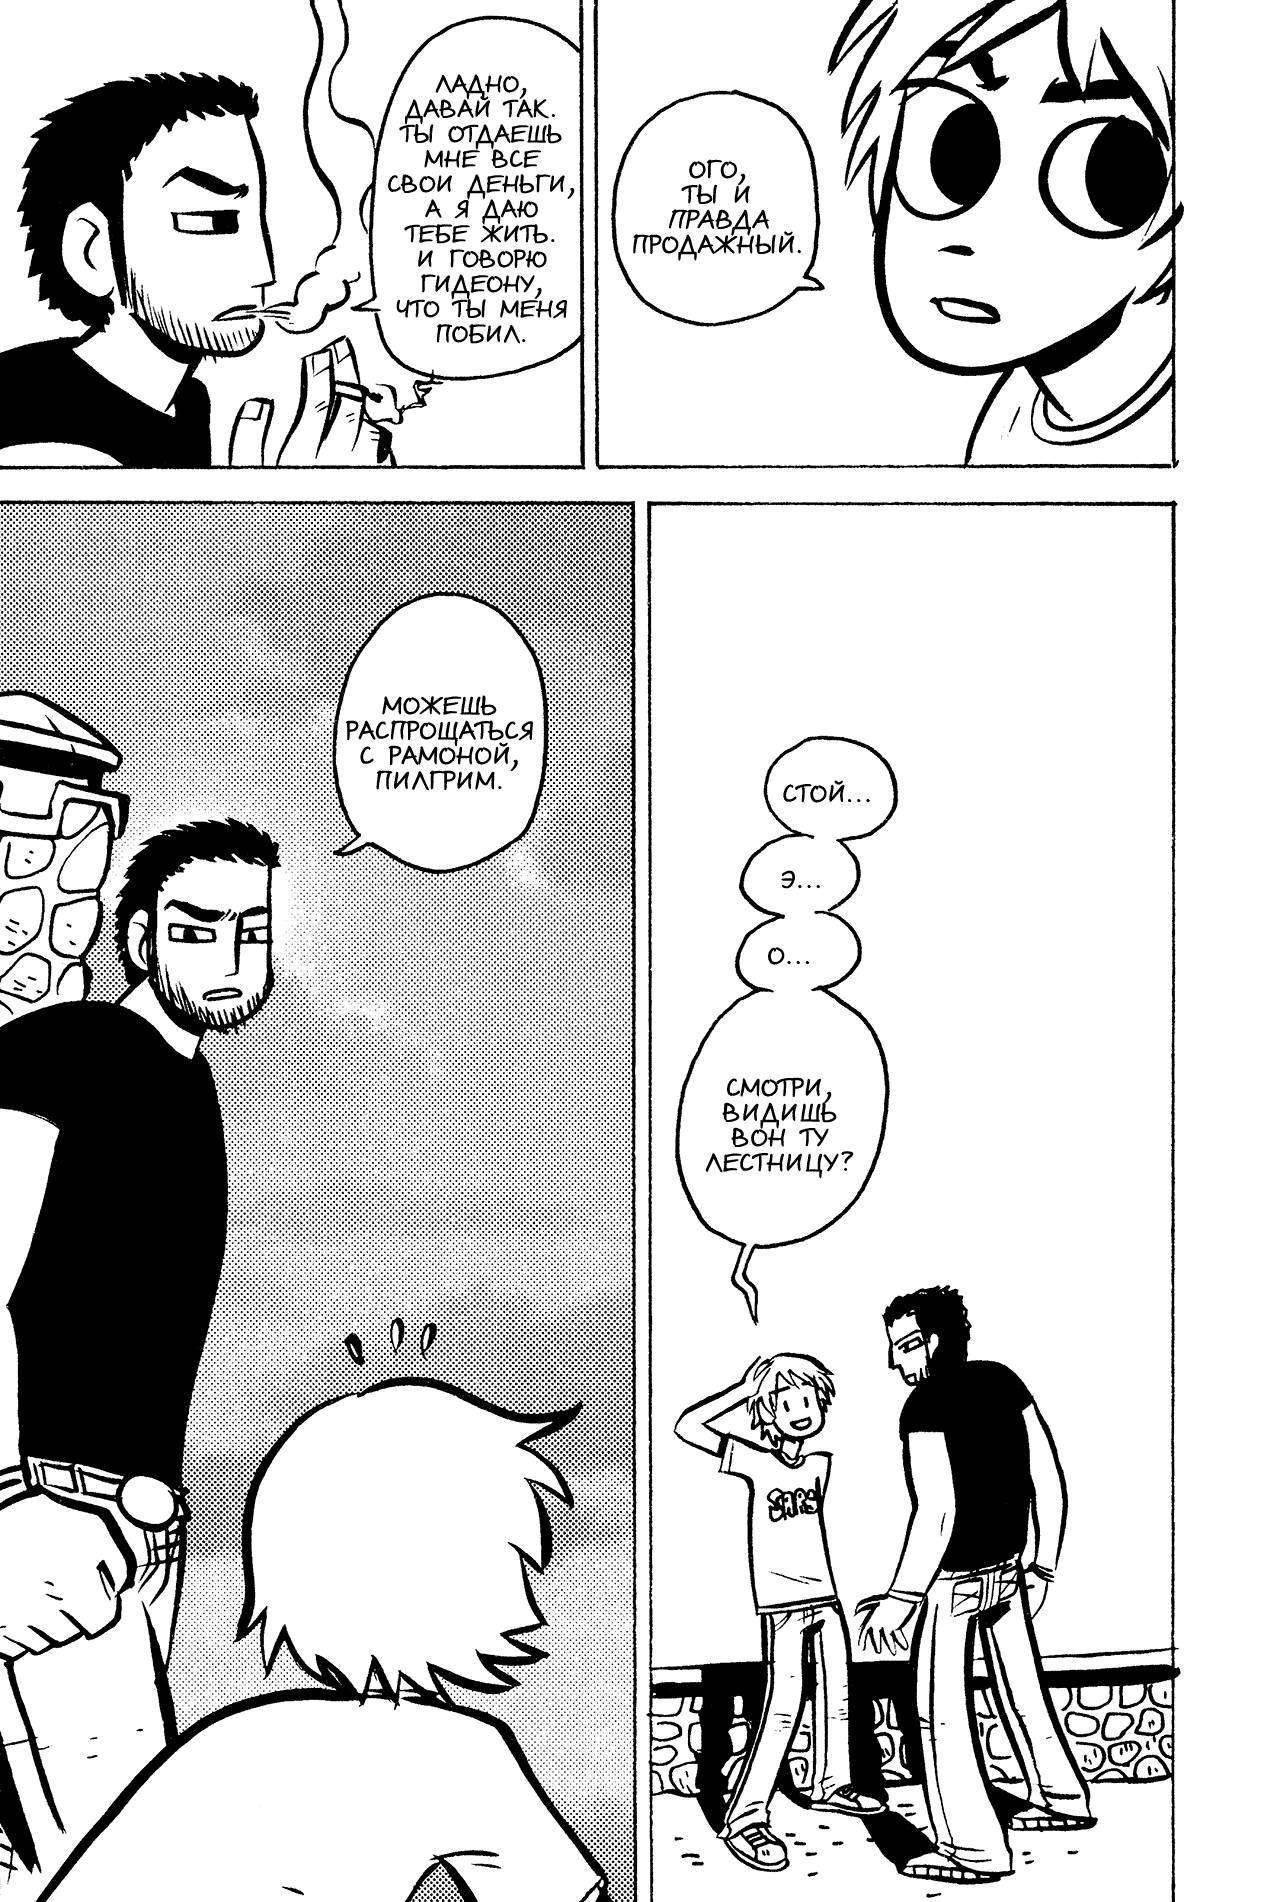 ЛАДНО,
ДАВАЙ ТАК.
ТЫ ОТДАЕШЬ
МНЕ ВСЕ
СВОИ ДЕНЬГИ,
А Я ДАЮ
ТЕБЕ ЖИТЬ.
И ГОВОРЮ
ГИДЕОНУ,
ЧТО ТЫ МЕНЯ
ПОБИЛ.
ОГО,
ТЫ И
ПРАВДА
ПРОДАЖНЫЙ.
МОЖЕШЬ
РАСПРОЩАТЬСЯ
С РАМОНОЙ,
ПИЛГРИМ.
СТОЙ...
Э...
О...
СМОТРИ,
ВИДИШЬ
ВОН ТУ
ЛЕСТНИЦУ?